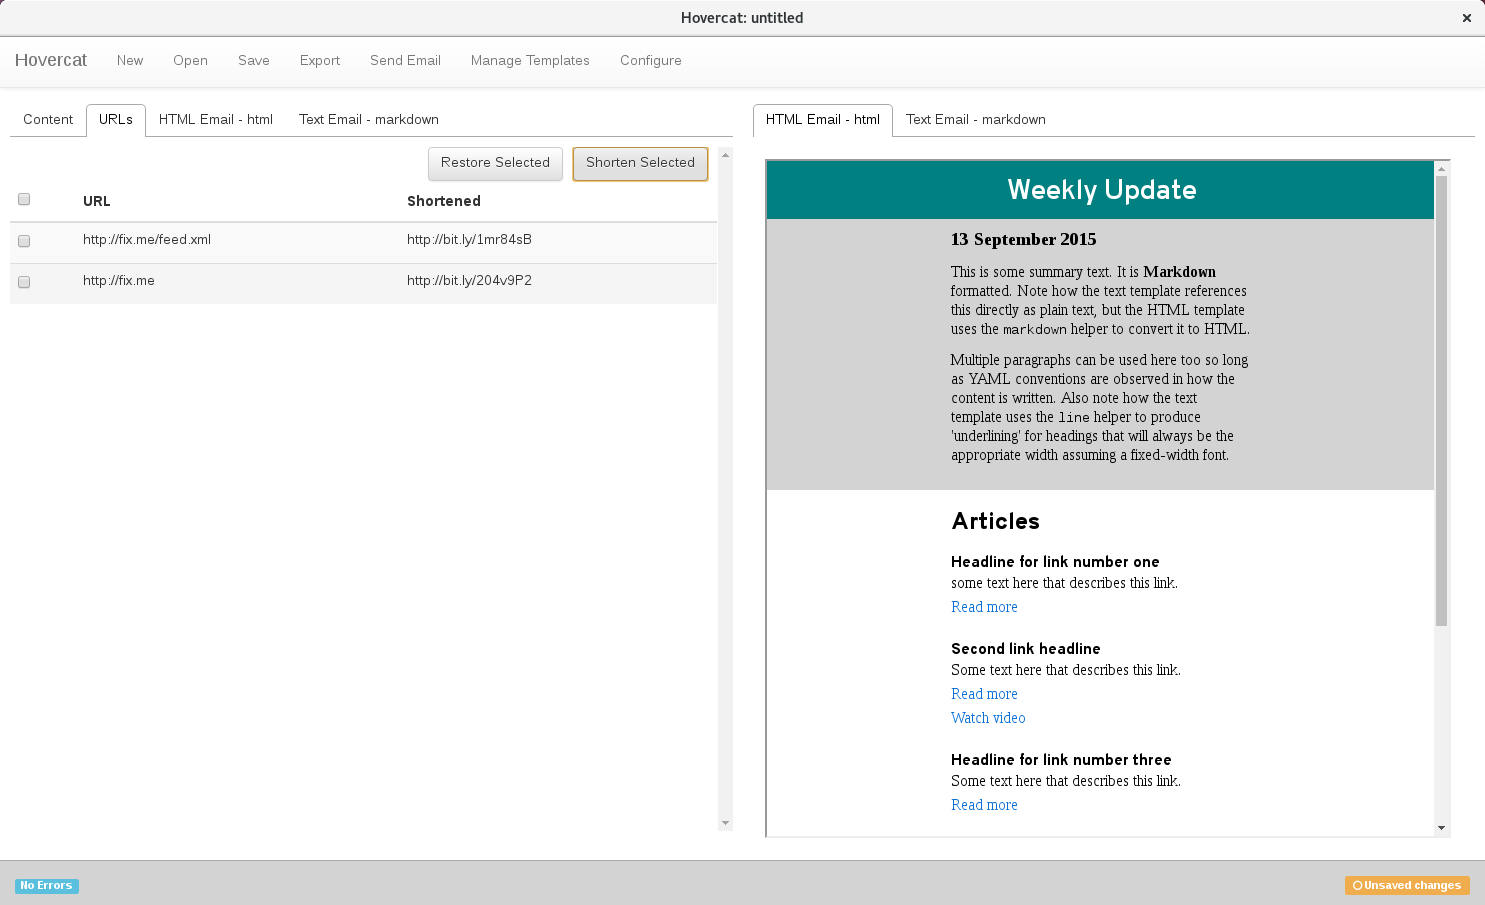 Hovercat: untitled
Hovercat New Open Save Export Send Email Manage Templates Configure
Content URLs HTML Email - html Text Email - markdown
Restore Selected Shorten Selected
URL Shortened
http://fix.me/feed.xml http://bit.ly/1mr84sB
http://fix.me http://bit.ly/204v9P2
HTML Email - html Text Email - markdown
Weekly Update
13 September 2015
This is some summary text. It is Markdown
formatted. Note how the text template references
this directly as plain text, but the HTML template
uses the markdown helper to convert it to HTML.
Multiple paragraphs can be used here too so long
as YAML conventions are observed in how the
content is written. Also note how the text
template uses the line helper to produce
'underlining' for headings that will always be the
appropriate width assuming a fixed-width font.
Articles
Headline for link number one
some text here that describes this link.
Read more
Second link headline
Some text here that describes this link.
Read more
Watch video
Headline for link number three
Some text here that describes this link.
Read more
No Errors
Unsaved changes